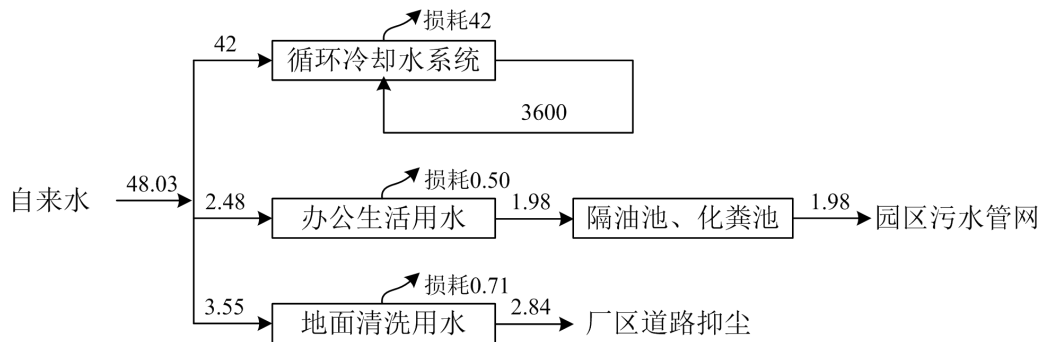 损耗42
42
循环冷却水系统
3600
自来水
48.03
损耗0.50
2.48
办公生活用水
1.98
隔油池、化粪池
1.98
园区污水管网
损耗0.71
3.55
地面清洗用水
2.84
厂区道路抑尘